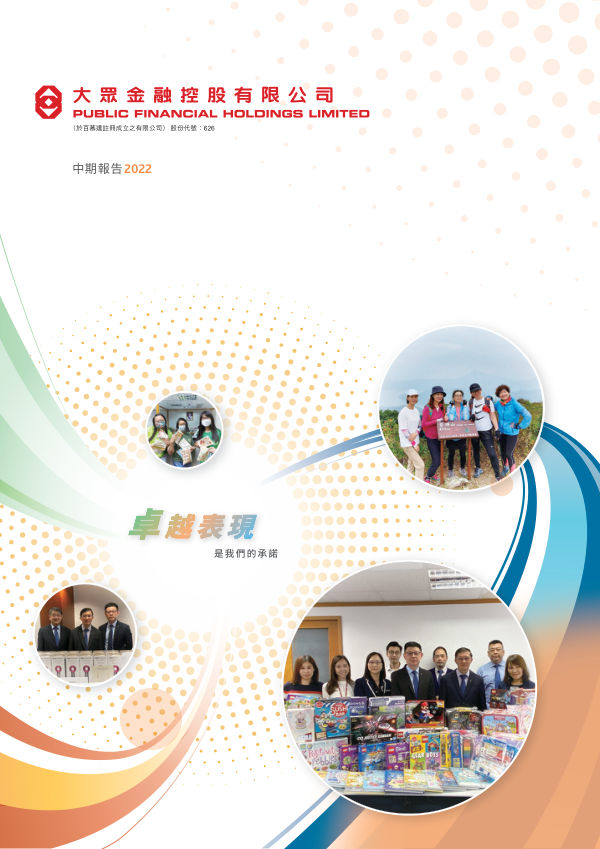 大眾金融控股有限公司
PUBLIC FINANCIAL HOLDINGS LIMITED
(於百慕達註冊成立之有限公司) 股份代號：626
中期報告2022
卓越表現
是我們的承諾